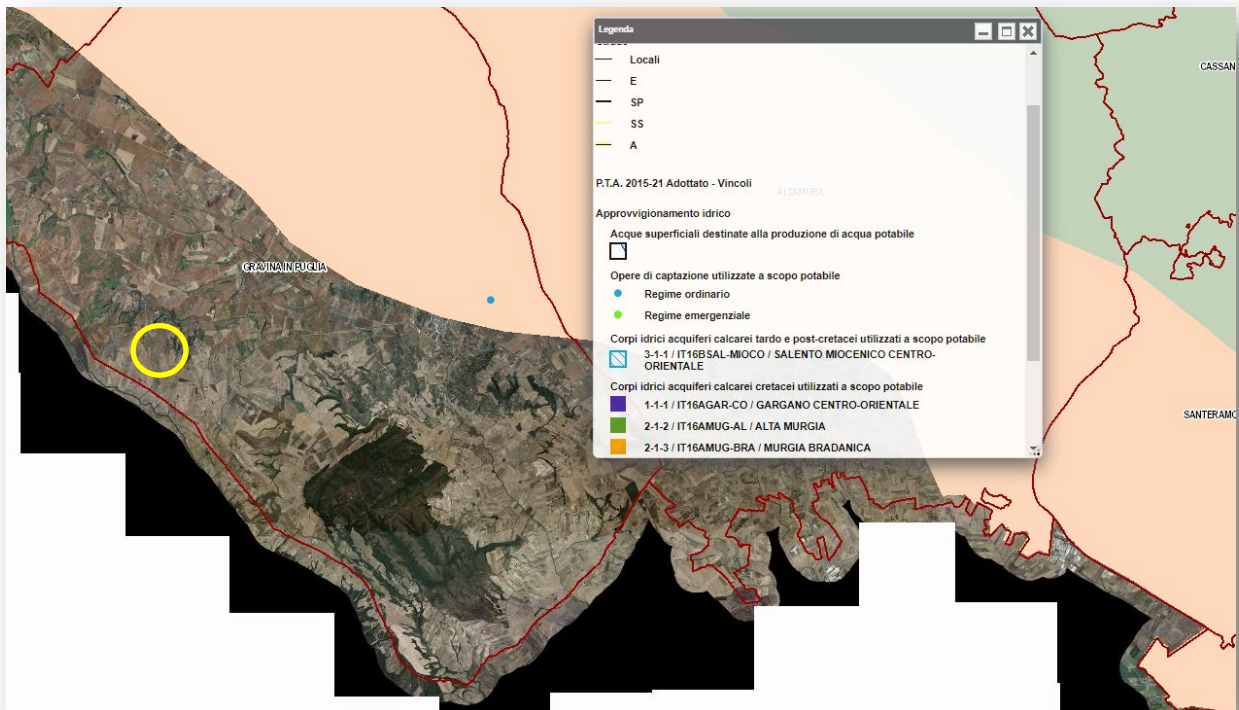 Legenda
Locali
E
SP
SS
A
P.T.A. 2015-21 Adottato - Vincoli
ALTAMURA
Approvvigionamento idrico
Acque superficiali destinate alla produzione di acqua potabile
Opere di captazione utilizzate a scopo potabile
Regime ordinario
Regime emergenziale
Corpi idrici acquiferi calcarei tardo e post-cretacei utilizzati a scopo potabile
3-1-1 / IT16BSAL-MIOCO / SALENTO MIOCENICO CENTRO-
ORIENTALE
Corpi idrici acquiferi calcarei cretacei utilizzati a scopo potabile
1-1-1 / IT16AGAR-CO / GARGANO CENTRO-ORIENTALE
2-1-2 / IT16AMUG-AL / ALTA MURGIA
2-1-3 / IT16AMUG-BRA / MURGIA BRADANICA
CASSAN
GRAVINA IN PUGLIA
SANTERAMO